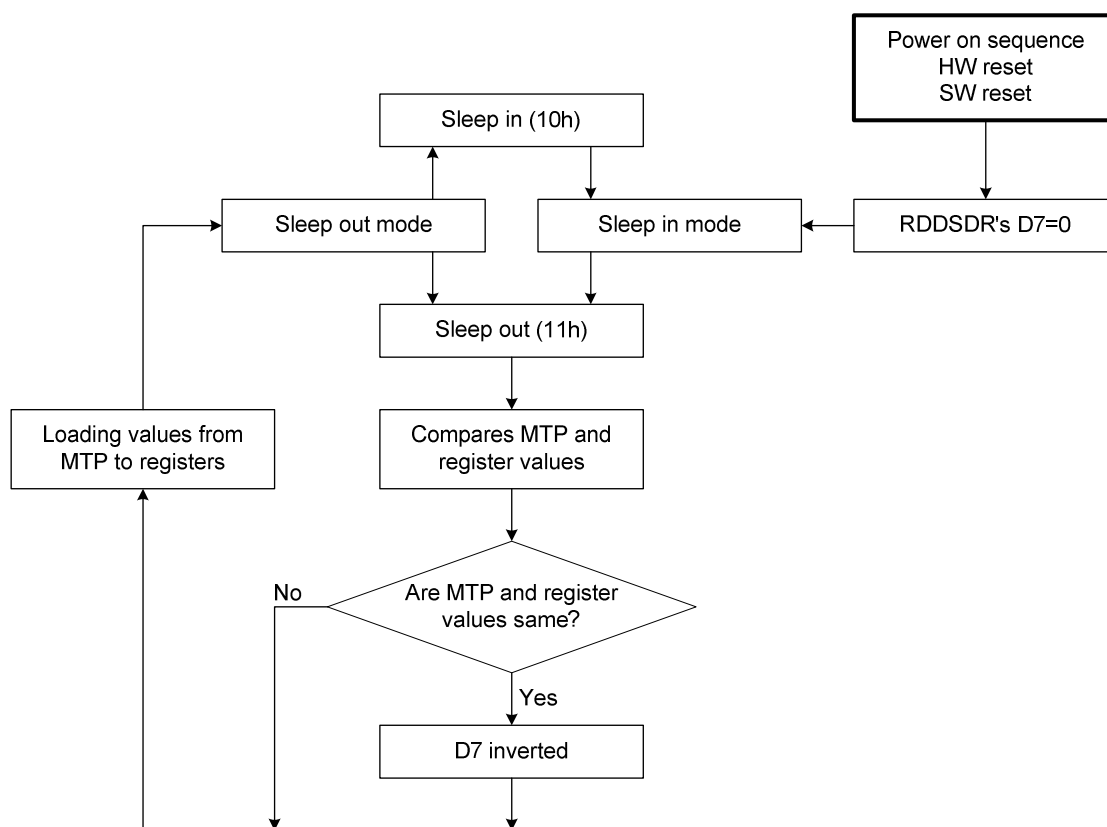 Power on sequence
HW reset
SW reset
Sleep in (10h)
Sleep out mode
Sleep in mode
RDDSDR's D7=0
Sleep out (11h)
Loading values from
MTP to registers
Compares MTP and
register values
No
Are MTP and register
values same?
Yes
D7 inverted